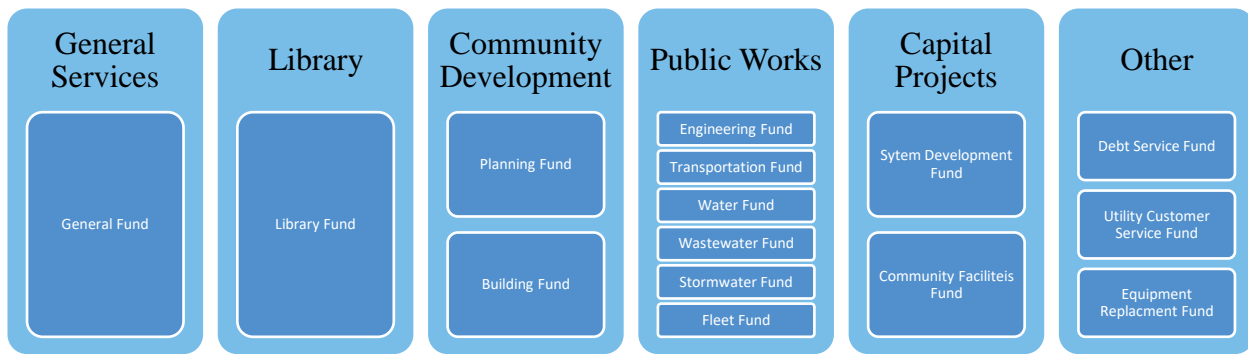 General
Services
General Fund
Library
Library Fund
Community
Development
Planning Fund
Building Fund
Public Works
Engineering Fund
Transportation Fund
Water Fund
Wastewater Fund
Stormwater Fund
Fleet Fund
Capital
Projects
Sytem Development
Fund
Community Faciliteis
Fund
Other
Debt Service Fund
Utility Customer
Service Fund
Equipment
Replacment Fund